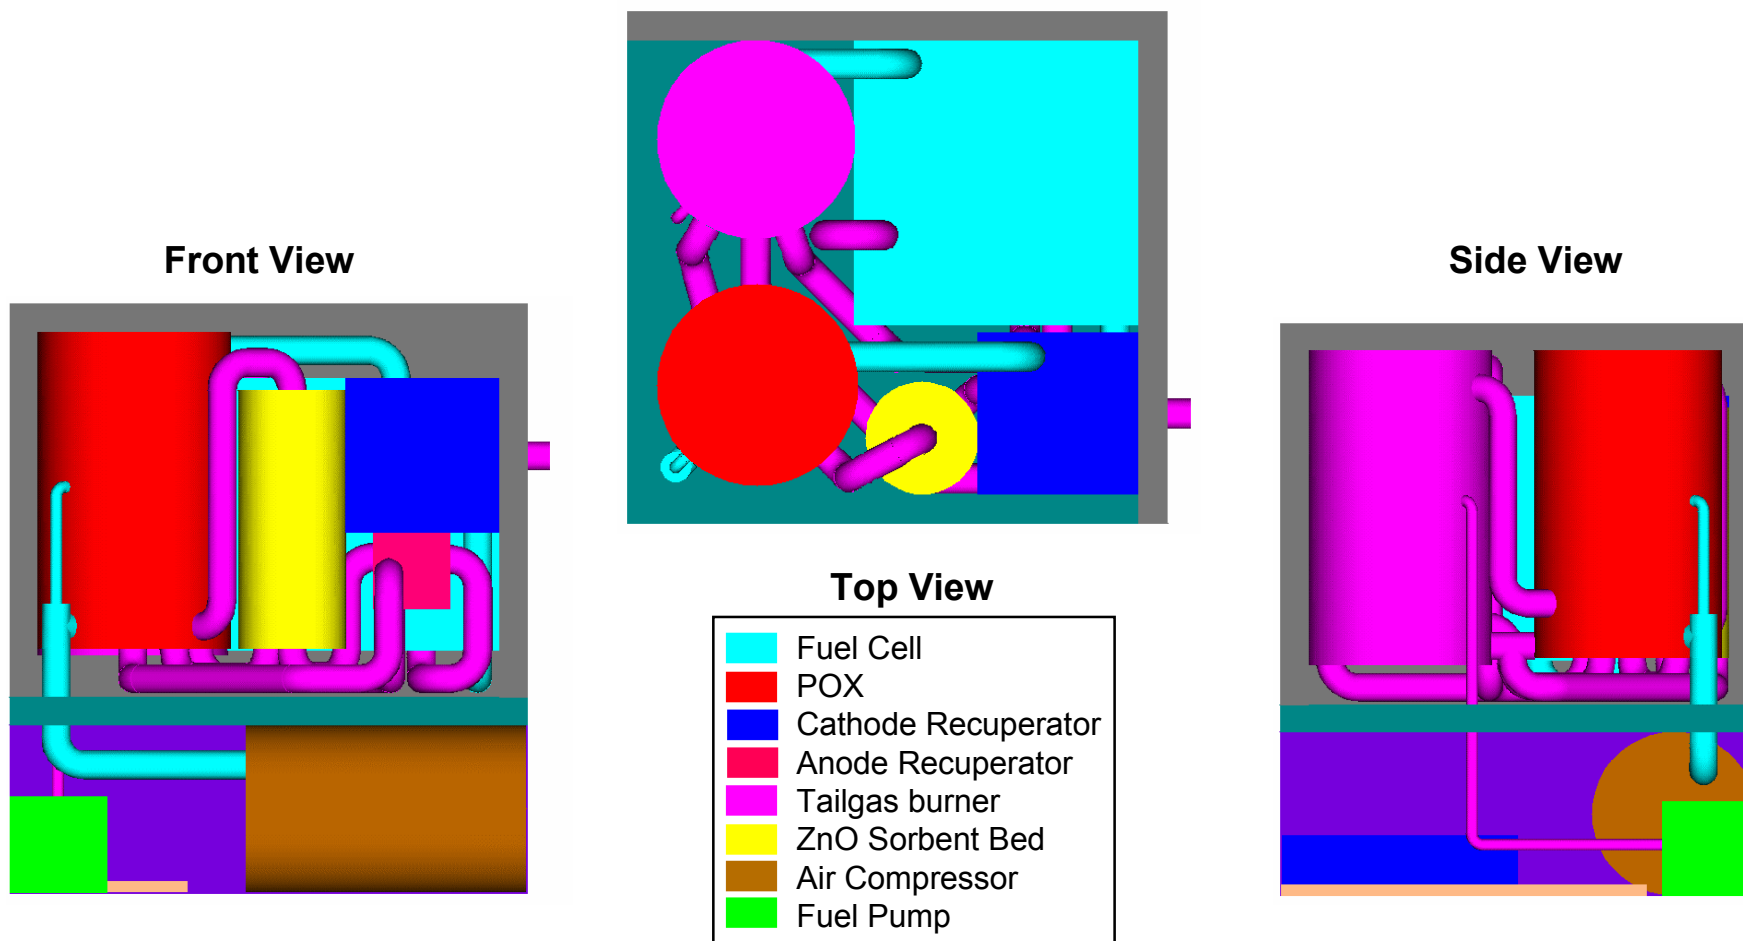 Front View
Side View
Top View
Fuel Cell
POX
Cathode Recuperator
Anode Recuperator
Tailgas burner
ZnO Sorbent Bed
Air Compressor
Fuel Pump